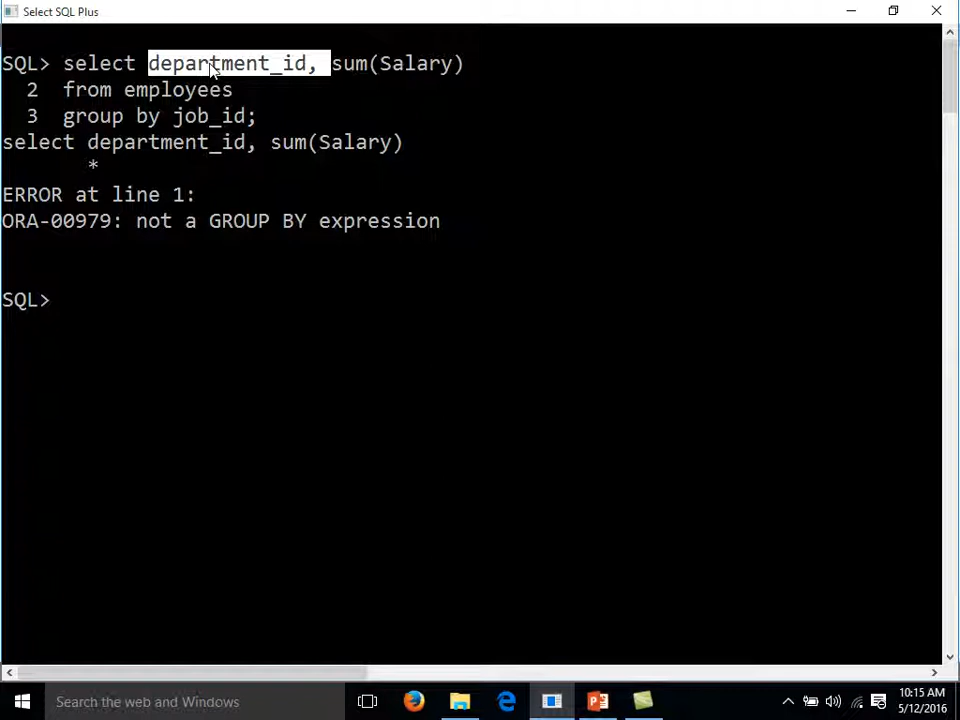 Select SQL Plus
SQL> select department_id, sum(Salary)
2 from employees
3 group by job_id;
select department_id, sum(Salary)
*
ERROR at line 1:
ORA-00979: not a GROUP BY expression
SQL>
Search the web and Windows
10:15 AM
5/12/2016